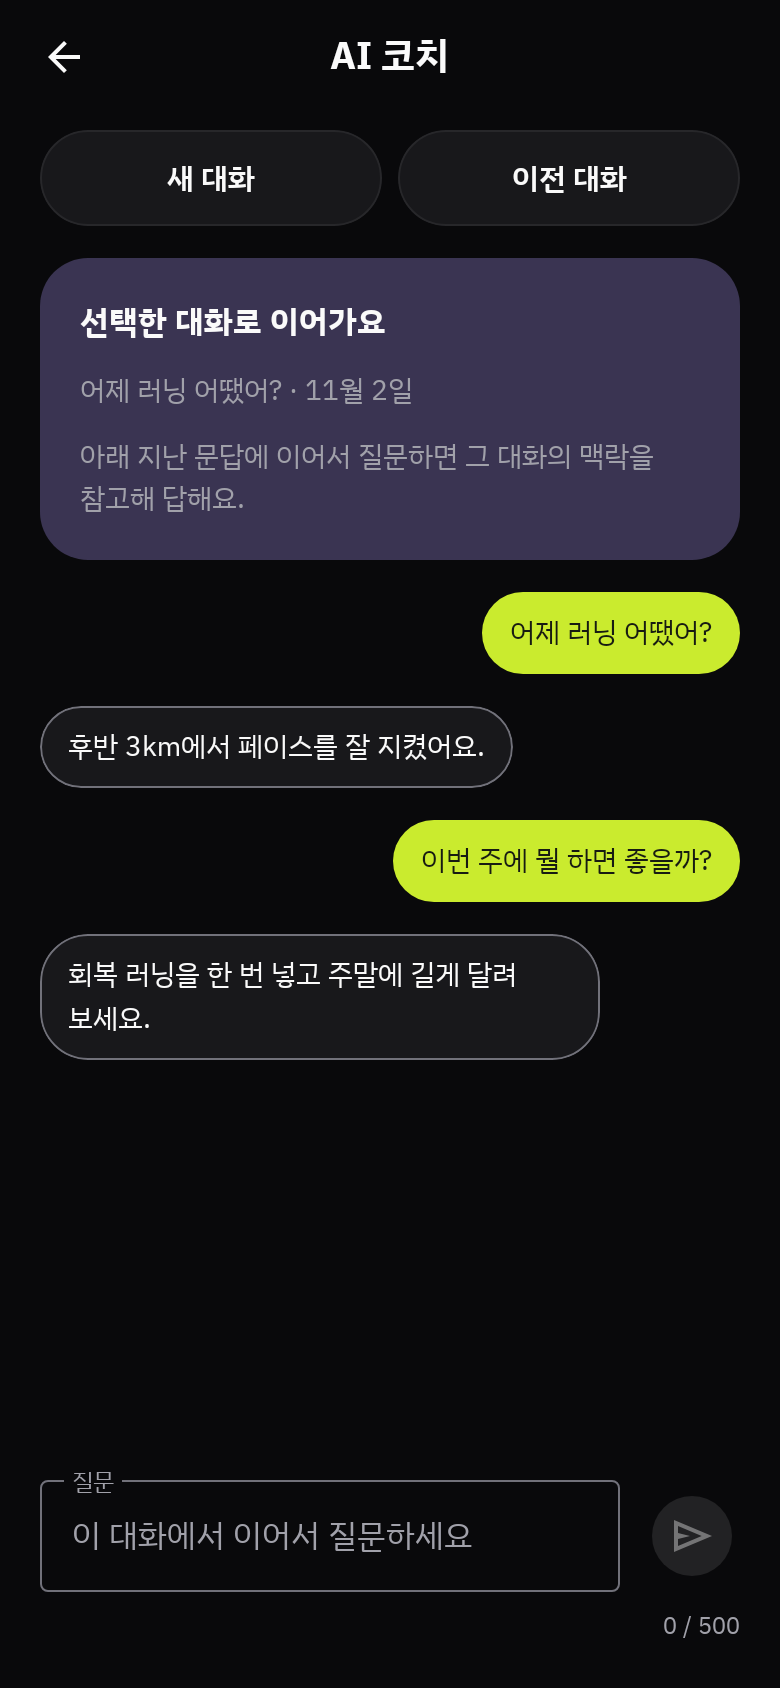 AI 코치
새 대화
이전 대화
선택한 대화로 이어가요
어제 러닝 어땠어? · 11월 2일
아래 지난 문답에 이어서 질문하면 그 대화의 맥락을
참고해 답해요.
어제 러닝 어땠어?
후반 3km에서 페이스를 잘 지켰어요.
이번 주에 뭘 하면 좋을까?
회복 러닝을 한 번 넣고 주말에 길게 달려
보세요.
질문
이 대화에서 이어서 질문하세요
0 / 500